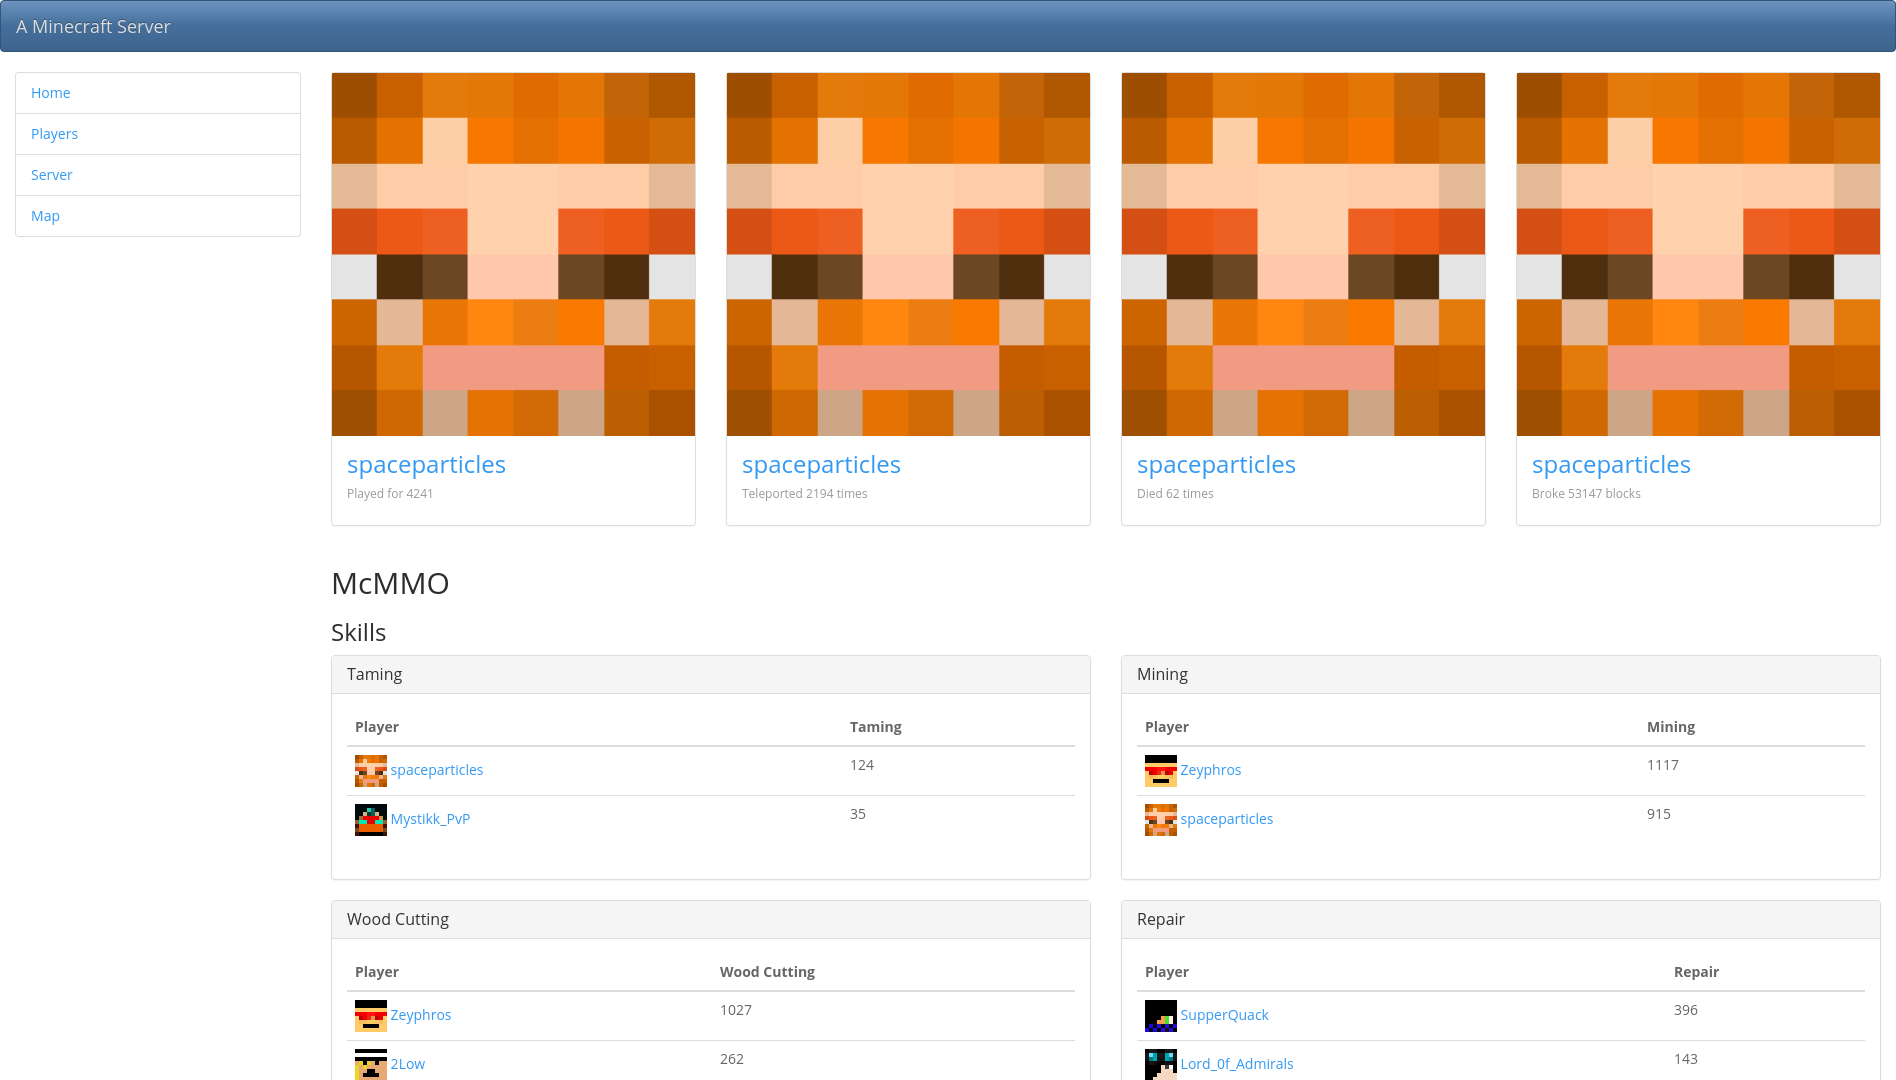 A Minecraft Server
Home
Players
Server
Map
spaceparticles
Played for 4241
spaceparticles
Teleported 2194 times
spaceparticles
Died 62 times
spaceparticles
Broke 53147 blocks
McMMO
Skills
Taming
Player Taming
spaceparticles 124
Mystikk_PvP 35
Mining
Player Mining
Zeyphros 1117
spaceparticles 915
Wood Cutting
Player Wood Cutting
Zeyphros 1027
2Low 262
Repair
Player Repair
SupperQuack 396
Lord_0f_Admirals 143